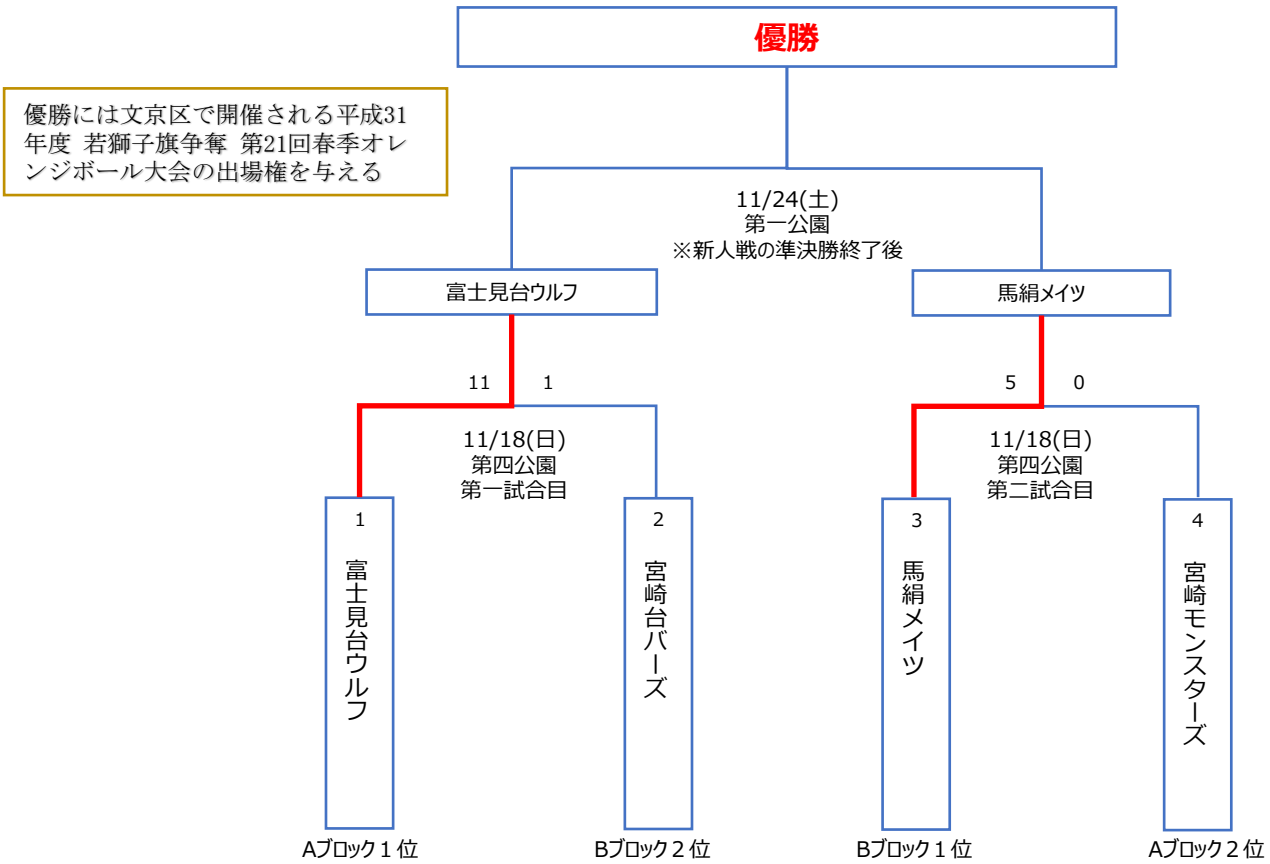 優勝
優勝には文京区で開催される平成31
年度 若獅子旗争奪 第21回春季オレ
ンジボール大会の出場権を与える
11/24(土)
第一公園
※新人戦の準決勝終了後
富士見台ウルフ
馬絹メイツ
11 1
5 0
11/18(日)
第四公園
第一試合目
11/18(日)
第四公園
第二試合目
1
富士見台ウルフ
2
宮崎台バーズ
3
馬絹メイツ
4
宮崎モンスターズ
Aブロック1位
Bブロック2位
Bブロック1位
Aブロック2位